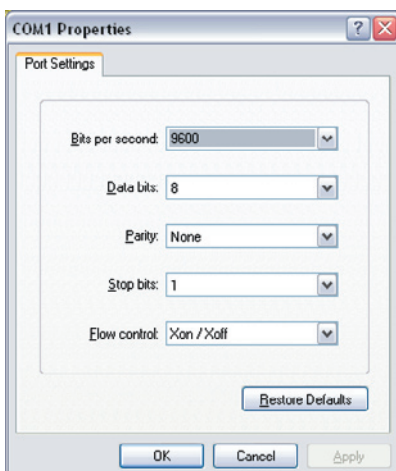 COM1 Properties
Port Settings
Bits per second: 9600
Data bits: 8
Parity: None
Stop bits: 1
Flow control: Xon / Xoff
Restore Defaults
OK Cancel Apply